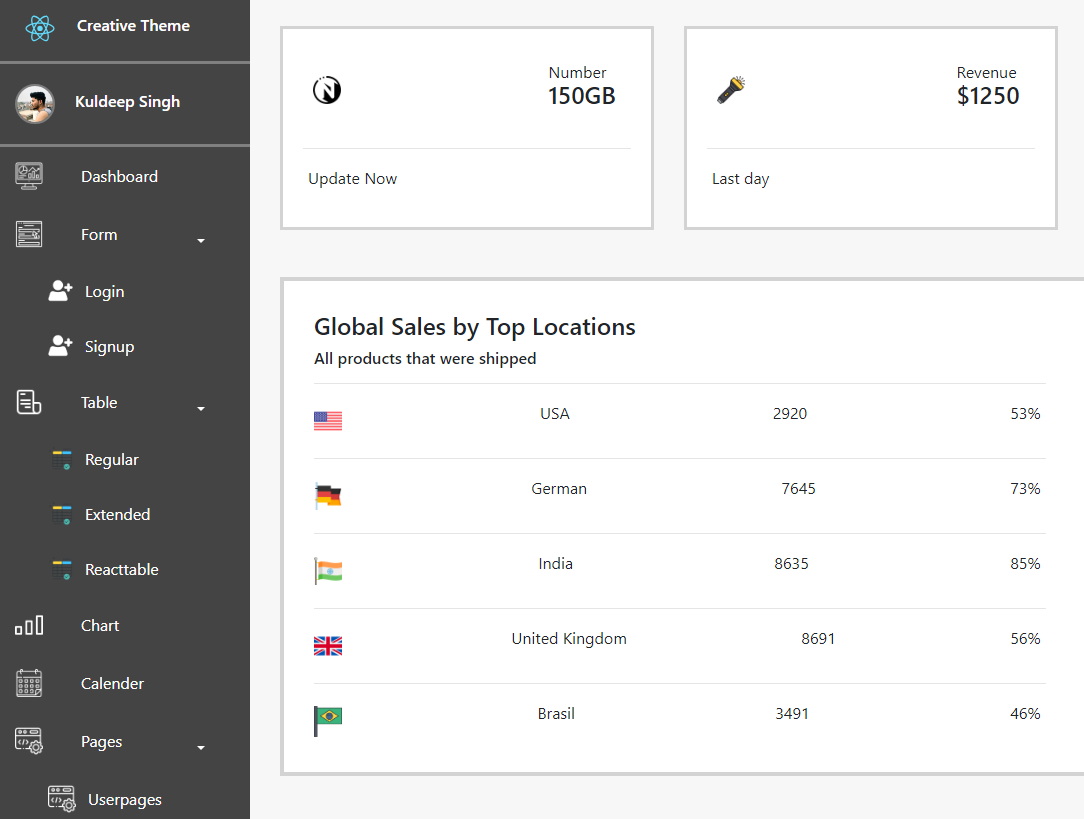 Creative Theme
Kuldeep Singh
Dashboard
Form
Login
Signup
Table
Regular
Extended
Reacttable
Chart
Calender
Pages
Userpages
Number
150GB
Update Now
Revenue
$1250
Last day
Global Sales by Top Locations
All products that were shipped
USA 2920 53%
German 7645 73%
India 8635 85%
United Kingdom 8691 56%
Brasil 3491 46%